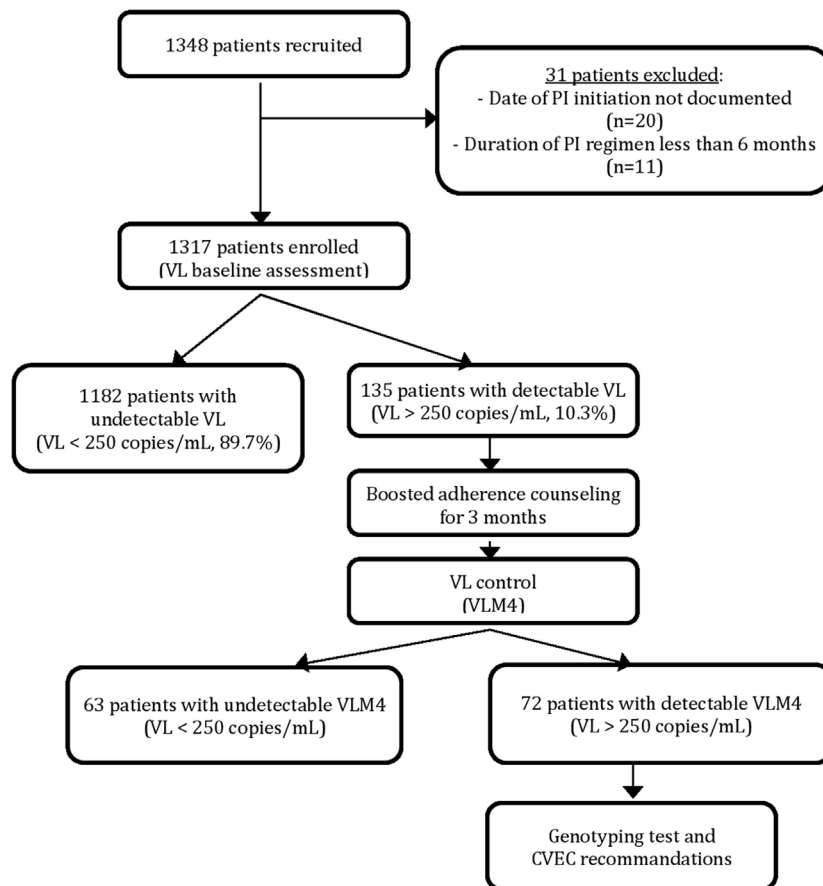 1348 patients recruited
31 patients excluded:
- Date of PI initiation not documented
(n=20)
- Duration of PI regimen less than 6 months
(n=11)
1317 patients enrolled
(VL baseline assessment)
1182 patients with
undetectable VL
(VL < 250 copies/mL, 89.7%)
135 patients with detectable VL
(VL > 250 copies/mL, 10.3%)
Boosted adherence counseling
for 3 months
VL control
(VLM4)
63 patients with undetectable VLM4
(VL < 250 copies/mL)
72 patients with detectable VLM4
(VL > 250 copies/mL)
Genotyping test and
CVEC recommandations